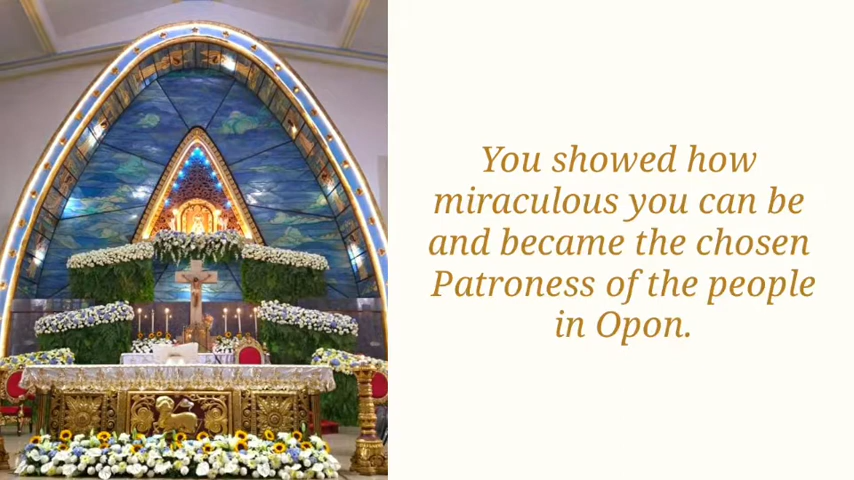 You showed how
miraculous you can be
and became the chosen
Patroness of the people
in Opon.